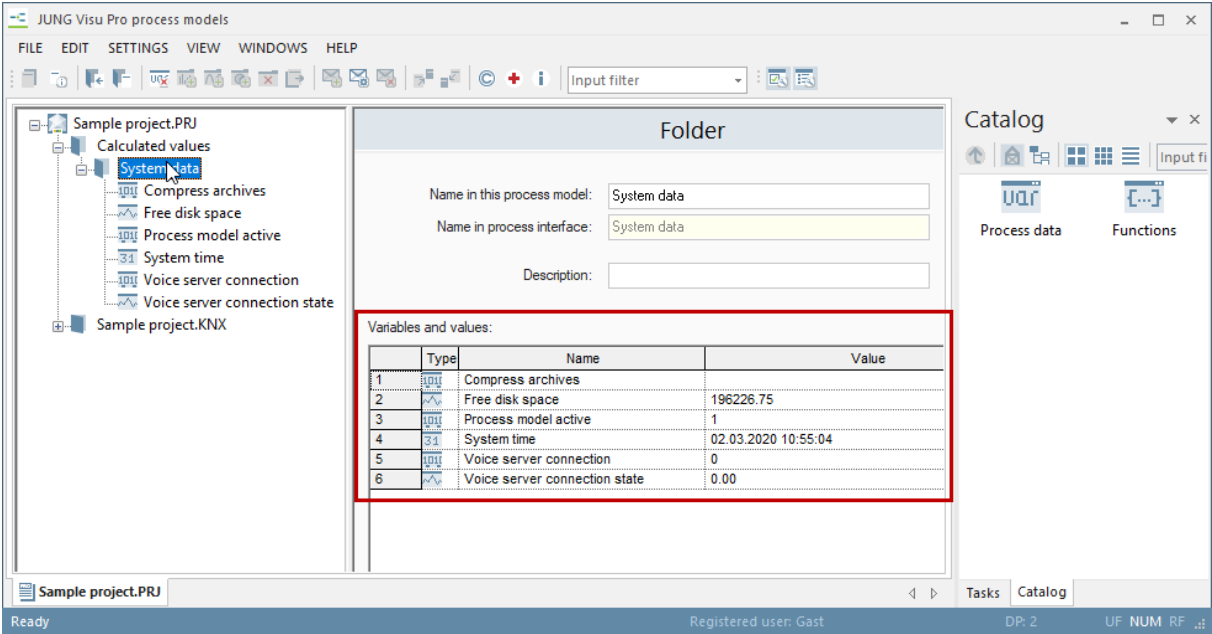 JUNG Visu Pro process models
FILE EDIT SETTINGS VIEW WINDOWS HELP
Input filter
Sample project.PRJ
Calculated values
System data
Compress archives
Free disk space
Process model active
System time
Voice server connection
Voice server connection state
Sample project.KNX
Folder
Name in this process model: System data
Name in process interface: System data
Description:
Variables and values:
Type Name Value
1 1010 Compress archives
2 Free disk space 196226.75
3 1010 Process model active 1
4 31 System time 02.03.2020 10:55:04
5 1010 Voice server connection 0
6 Voice server connection state 0.00
Catalog
Input fi
var {...}
Process data Functions
Sample project.PRJ
Tasks Catalog
Ready Registered user: Gast DP: 2 UF NUM RF